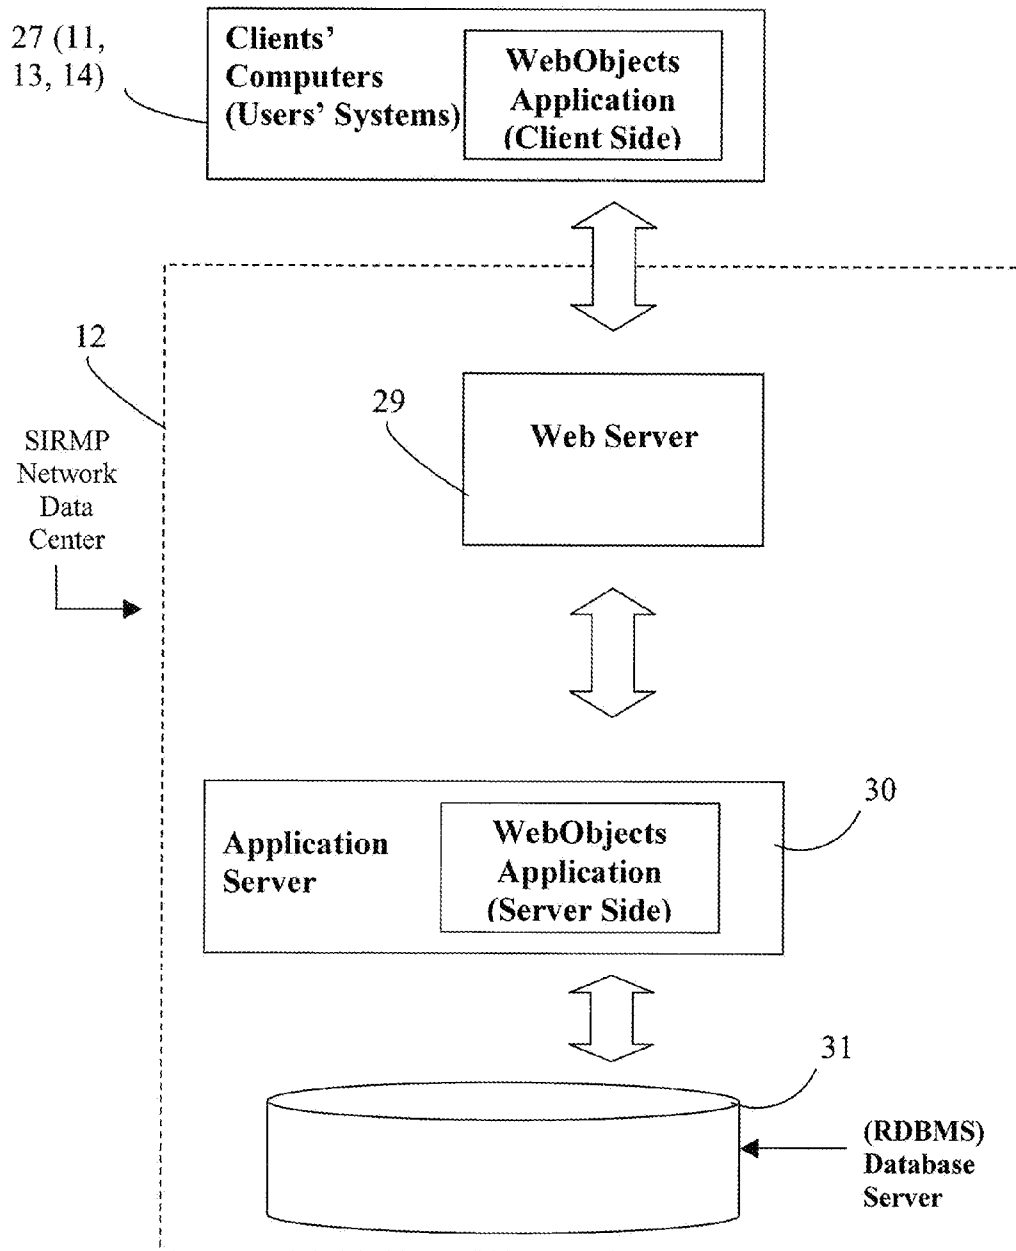 27 (11,
13, 14)
Clients’
Computers
(Users’ Systems)
WebObjects
Application
(Client Side)
12
SIRMP
Network
Data
Center
29
Web Server
30
Application
Server
WebObjects
Application
(Server Side)
31
(RDBMS)
Database
Server